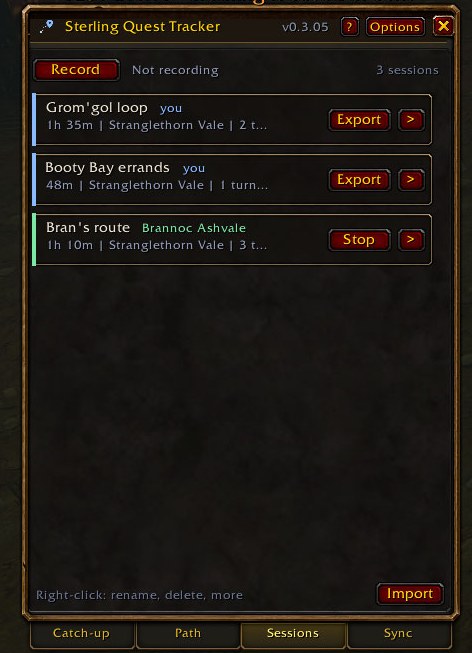 Sterling Quest Tracker v0.3.05 ? Options X
Record Not recording 3 sessions
Grom'gol loop you
1h 35m | Stranglethorn Vale | 2 t...
Export >
Booty Bay errands you
48m | Stranglethorn Vale | 1 turn...
Export >
Bran's route Brannoc Ashvale
1h 10m | Stranglethorn Vale | 3 t...
Stop >
Right-click: rename, delete, more Import
Catch-up Path Sessions Sync